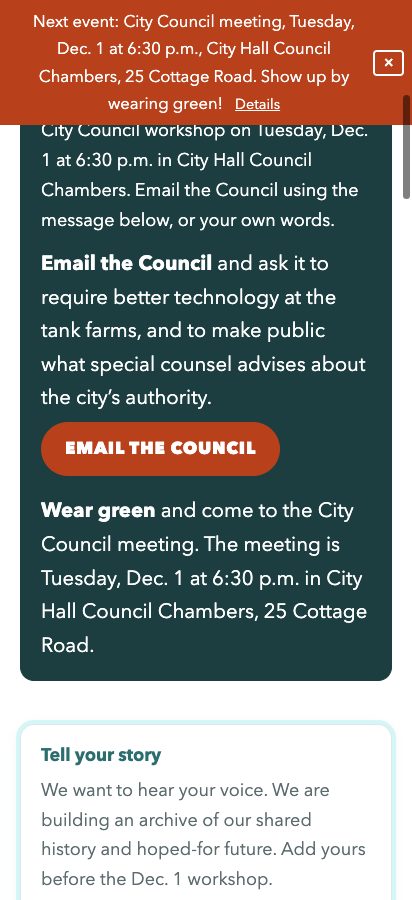 Next event: City Council meeting, Tuesday,
Dec. 1 at 6:30 p.m., City Hall Council
Chambers, 25 Cottage Road. Show up by
wearing green! Details
×
City Council workshop on Tuesday, Dec.
1 at 6:30 p.m. in City Hall Council
Chambers. Email the Council using the
message below, or your own words.
Email the Council and ask it to
require better technology at the
tank farms, and to make public
what special counsel advises about
the city’s authority.
EMAIL THE COUNCIL
Wear green and come to the City
Council meeting. The meeting is
Tuesday, Dec. 1 at 6:30 p.m. in City
Hall Council Chambers, 25 Cottage
Road.
Tell your story
We want to hear your voice. We are
building an archive of our shared
history and hoped-for future. Add yours
before the Dec. 1 workshop.